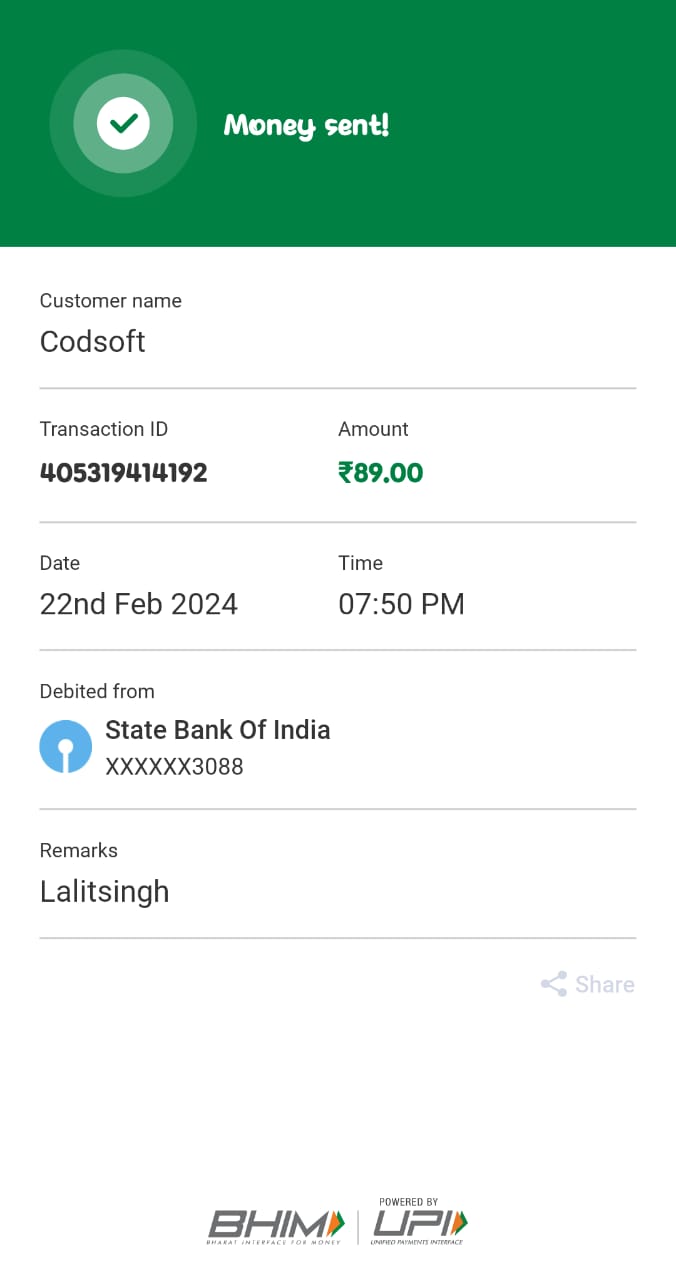 Money sent!
Customer name
Codsoft
Transaction ID
Amount
405319414192
₹89.00
Date
Time
22nd Feb 2024
07:50 PM
Debited from
State Bank Of India
XXXXXX3088
Remarks
Lalitsingh
Share
POWERED BY
BHIM
UPI
BHARAT INTERFACE FOR MONEY
UNIFIED PAYMENTS INTERFACE